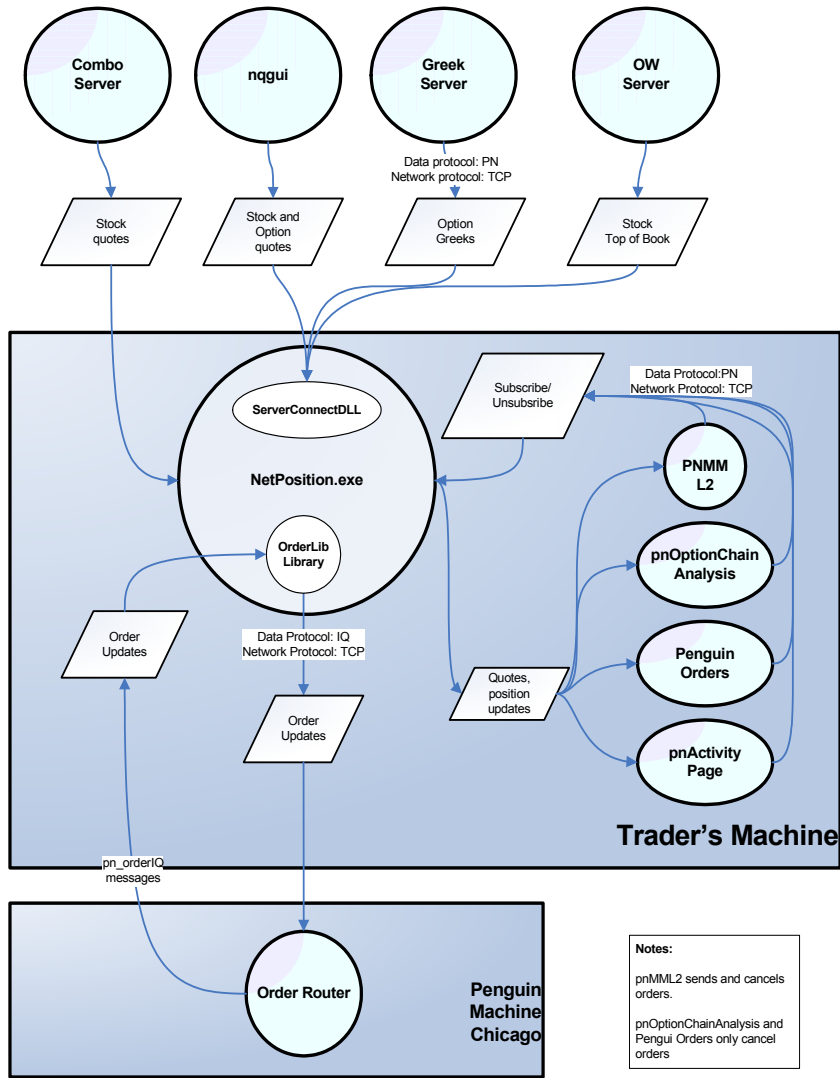 Combo
Server
nqgui
Greek
Server
OW
Server
Data protocol: PN
Network protocol: TCP
Stock
quotes
Stock and
Option
quotes
Option
Greeks
Stock
Top of Book
ServerConnectDLL
NetPosition.exe
OrderLib
Library
Subscribe/
Unsubsribe
Data Protocol:PN
Network Protocol: TCP
PNMM
L2
pnOptionChain
Analysis
Penguin
Orders
pnActivity
Page
Order
Updates
Data Protocol: IQ
Network Protocol: TCP
Quotes,
position
updates
Order
Updates
Trader's Machine
pn_orderIQ
messages
Order Router
Penguin
Machine
Chicago
Notes:
pnMML2 sends and cancels
orders.
pnOptionChainAnalysis and
Pengui Orders only cancel
orders